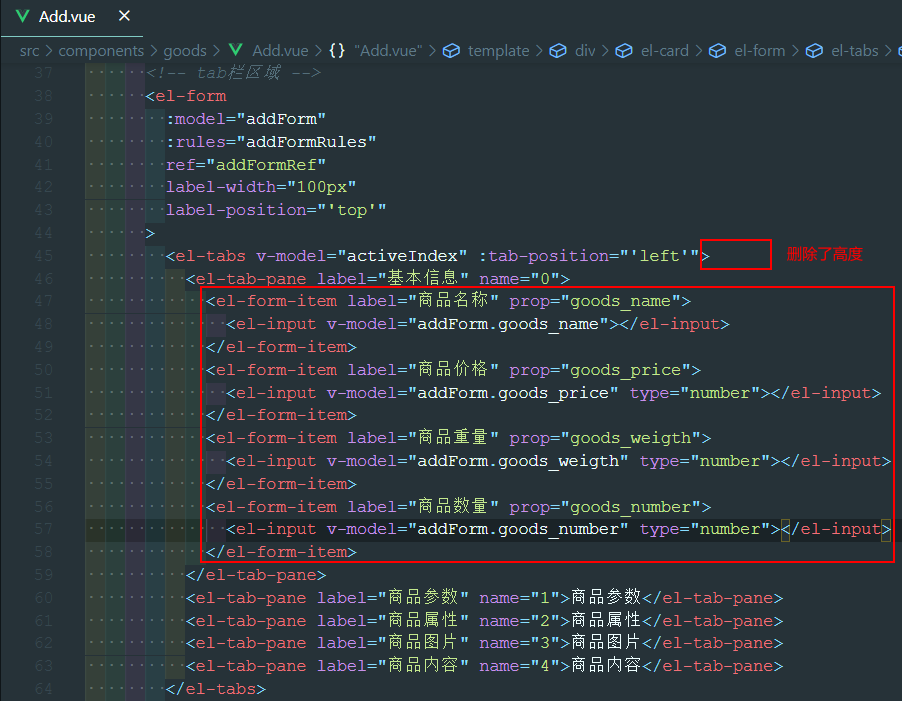 Add.vue ×
src > components > goods > Add.vue > {} "Add.vue" > template > div > el-card > el-form > el-tabs >
37 <!-- tab栏区域 -->
38 <el-form
39 :model="addForm"
40 :rules="addFormRules"
41 ref="addFormRef"
42 label-width="100px"
43 label-position="'top'"
44 >
45 <el-tabs v-model="activeIndex" :tab-position="'left'"> 删除了高度
46 <el-tab-pane label="基本信息" name="0">
47 <el-form-item label="商品名称" prop="goods_name">
48 <el-input v-model="addForm.goods_name"></el-input>
49 </el-form-item>
50 <el-form-item label="商品价格" prop="goods_price">
51 <el-input v-model="addForm.goods_price" type="number"></el-input>
52 </el-form-item>
53 <el-form-item label="商品重量" prop="goods_weigth">
54 <el-input v-model="addForm.goods_weigth" type="number"></el-input>
55 </el-form-item>
56 <el-form-item label="商品数量" prop="goods_number">
57 <el-input v-model="addForm.goods_number" type="number"></el-input>
58 </el-form-item>
59 </el-tab-pane>
60 <el-tab-pane label="商品参数" name="1">商品参数</el-tab-pane>
61 <el-tab-pane label="商品属性" name="2">商品属性</el-tab-pane>
62 <el-tab-pane label="商品图片" name="3">商品图片</el-tab-pane>
63 <el-tab-pane label="商品内容" name="4">商品内容</el-tab-pane>
64 </el-tabs>